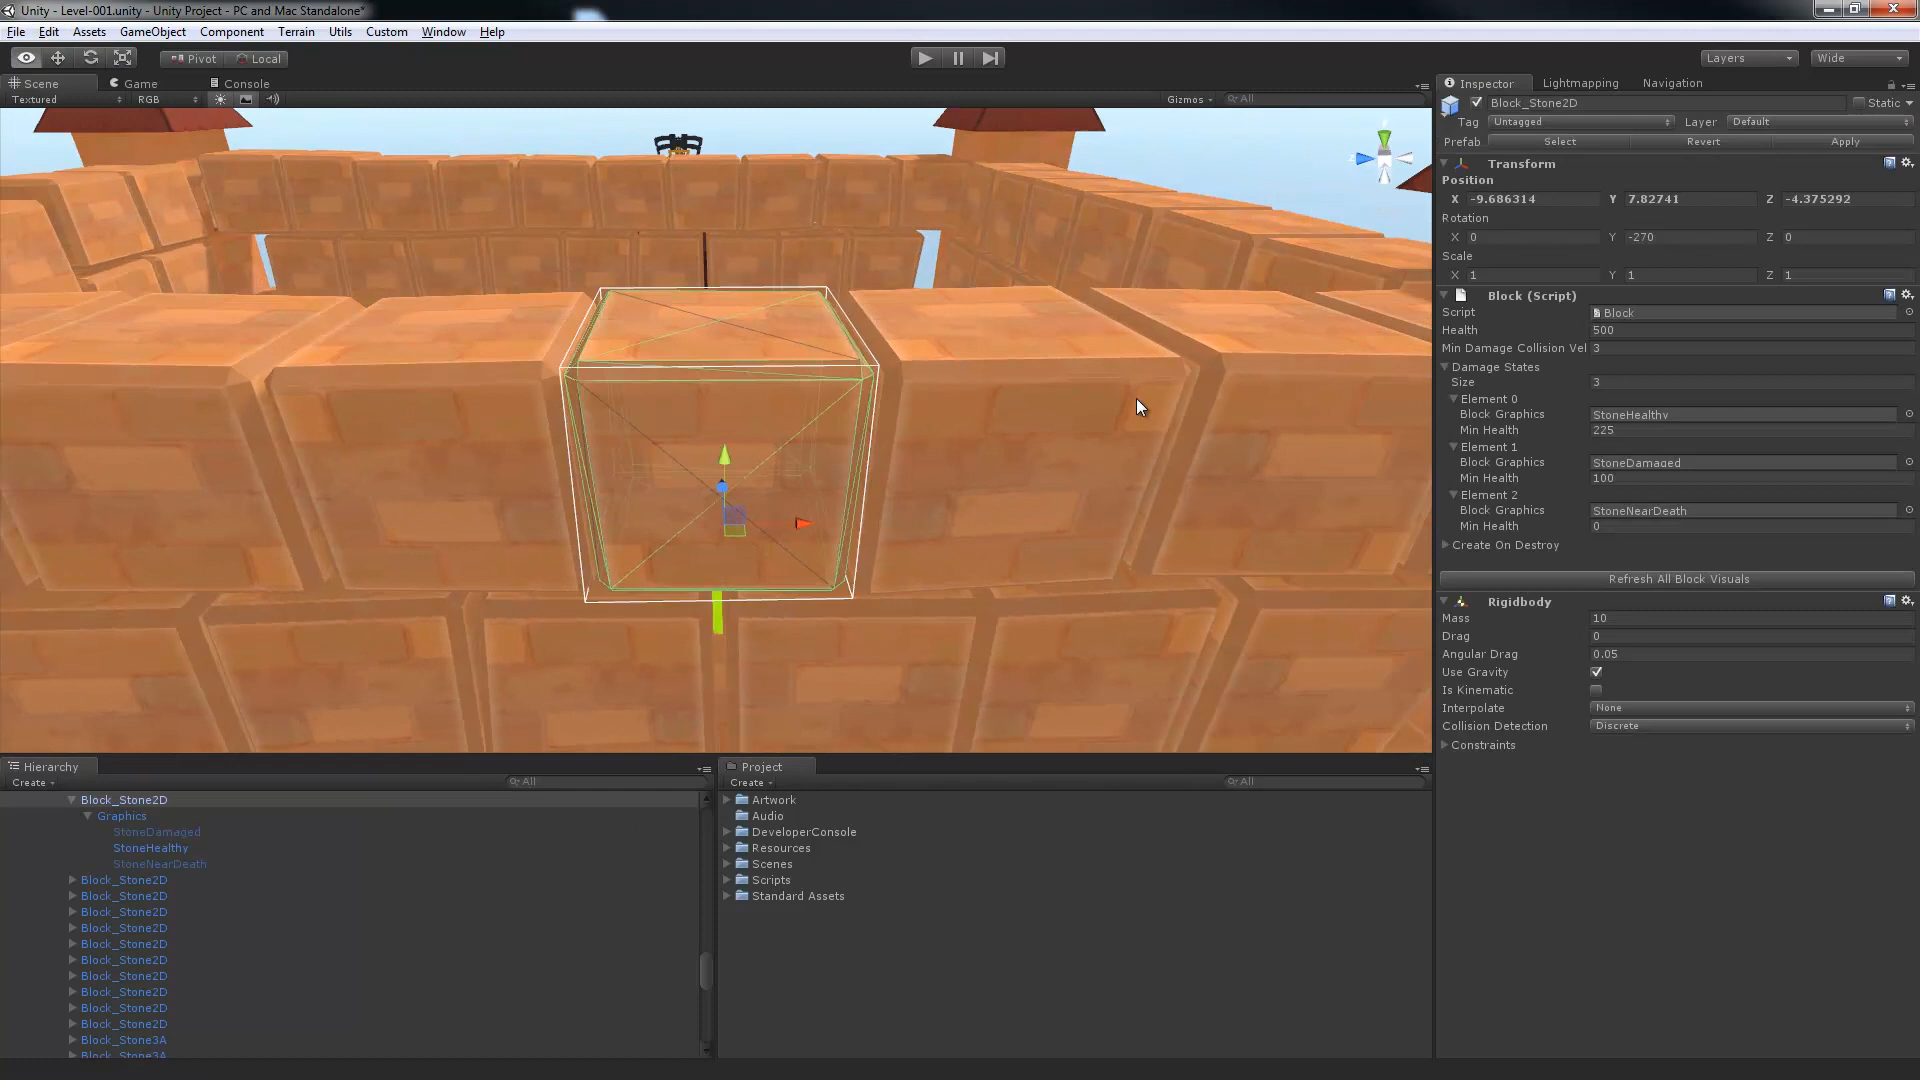 Unity - Level-001.unity - Unity Project - PC and Mac Standalone*
File Edit Assets GameObject Component Terrain Utils Custom Window Help
Pivot Local Layers Wide
Scene Game Console
Textured RGB Gizmos All
Inspector Lightmapping Navigation
Block_Stone2D Static
Tag Untagged Layer Default
Prefab Select Revert Apply
Transform
Position
X -9.686314 Y 7.82741 Z -4.375292
Rotation
X 0 Y -270 Z 0
Scale
X 1 Y 1 Z 1
Block (Script)
Script Block
Health 500
Min Damage Collision Vel 3
Damage States
Size 3
Element 0
Block Graphics StoneHealthy
Min Health 225
Element 1
Block Graphics StoneDamaged
Min Health 100
Element 2
Block Graphics StoneNearDeath
Min Health 0
Create On Destroy
Refresh All Block Visuals
Rigidbody
Mass 10
Drag 0
Angular Drag 0.05
Use Gravity
Is Kinematic
Interpolate None
Collision Detection Discrete
Constraints
Hierarchy
Create All
Block_Stone2D
Graphics
StoneDamaged
StoneHealthy
StoneNearDeath
Block_Stone2D
Block_Stone2D
Block_Stone2D
Block_Stone2D
Block_Stone2D
Block_Stone2D
Block_Stone2D
Block_Stone2D
Block_Stone2D
Block_Stone2D
Block_Stone3A
Block_Stone3A
Project
Create All
Artwork
Audio
DeveloperConsole
Resources
Scenes
Scripts
Standard Assets